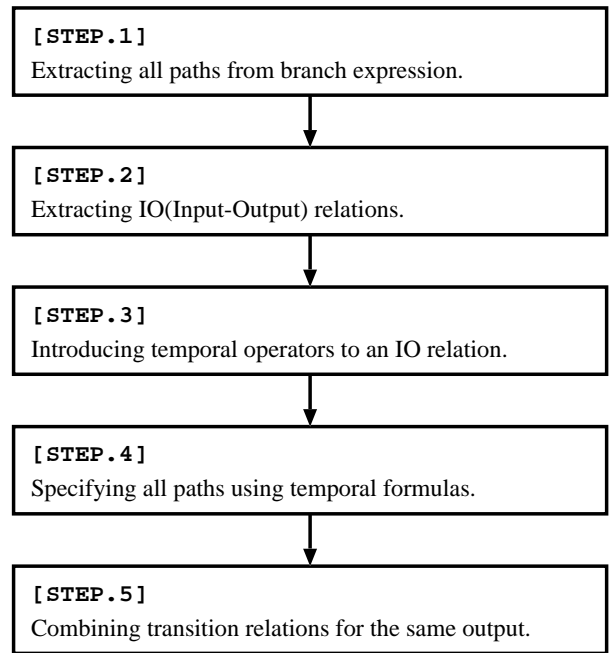 [STEP.1]
Extracting all paths from branch expression.
[STEP.2]
Extracting IO(Input-Output) relations.
[STEP.3]
Introducing temporal operators to an IO relation.
[STEP.4]
Specifying all paths using temporal formulas.
[STEP.5]
Combining transition relations for the same output.